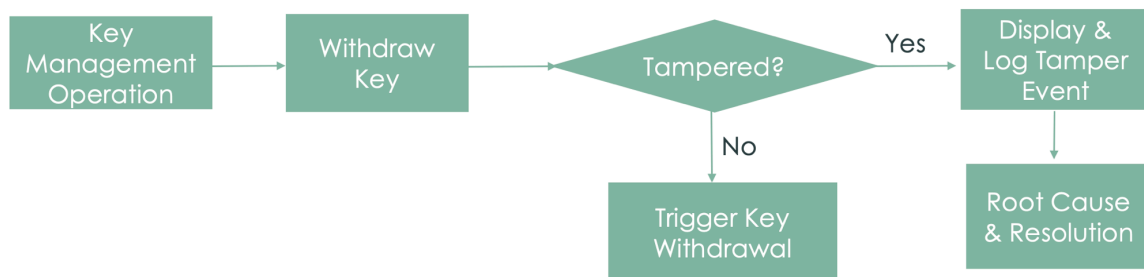 Key
Management
Operation
Withdraw
Key
Tampered?
Yes
Display &
Log Tamper
Event
No
Trigger Key
Withdrawal
Root Cause
& Resolution